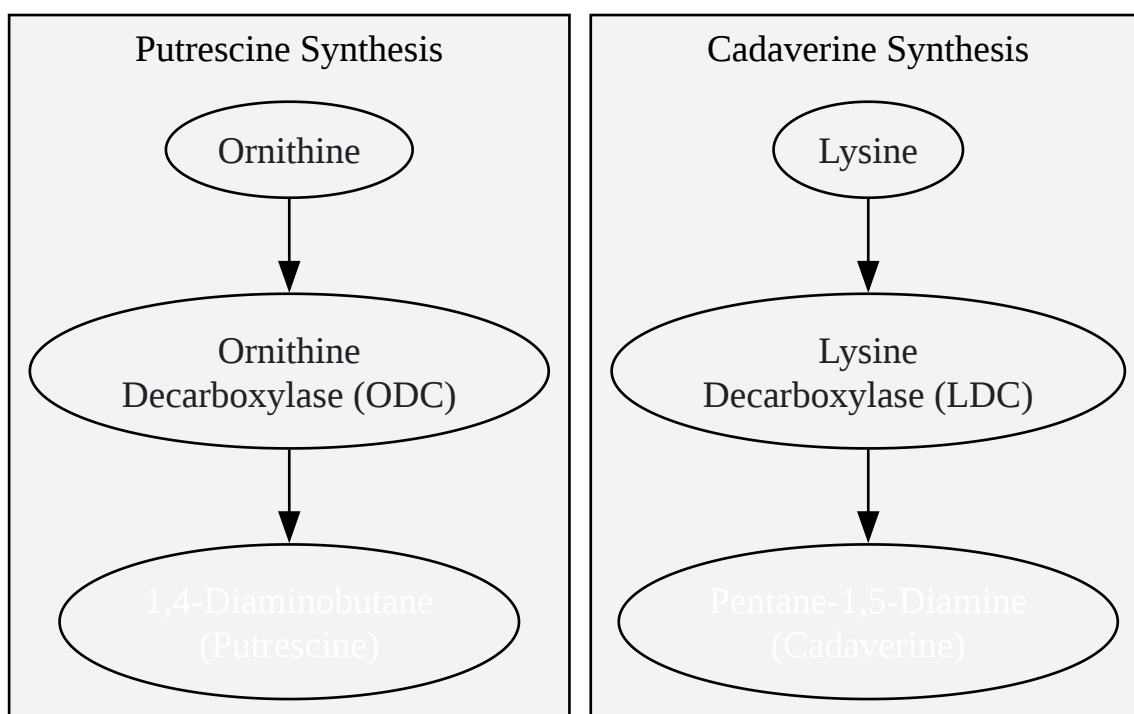 Putrescine Synthesis
Ornithine
Ornithine
Decarboxylase (ODC)
1,4-Diaminobutane
(Putrescine)
Cadaverine Synthesis
Lysine
Lysine
Decarboxylase (LDC)
Pentane-1,5-Diamine
(Cadaverine)